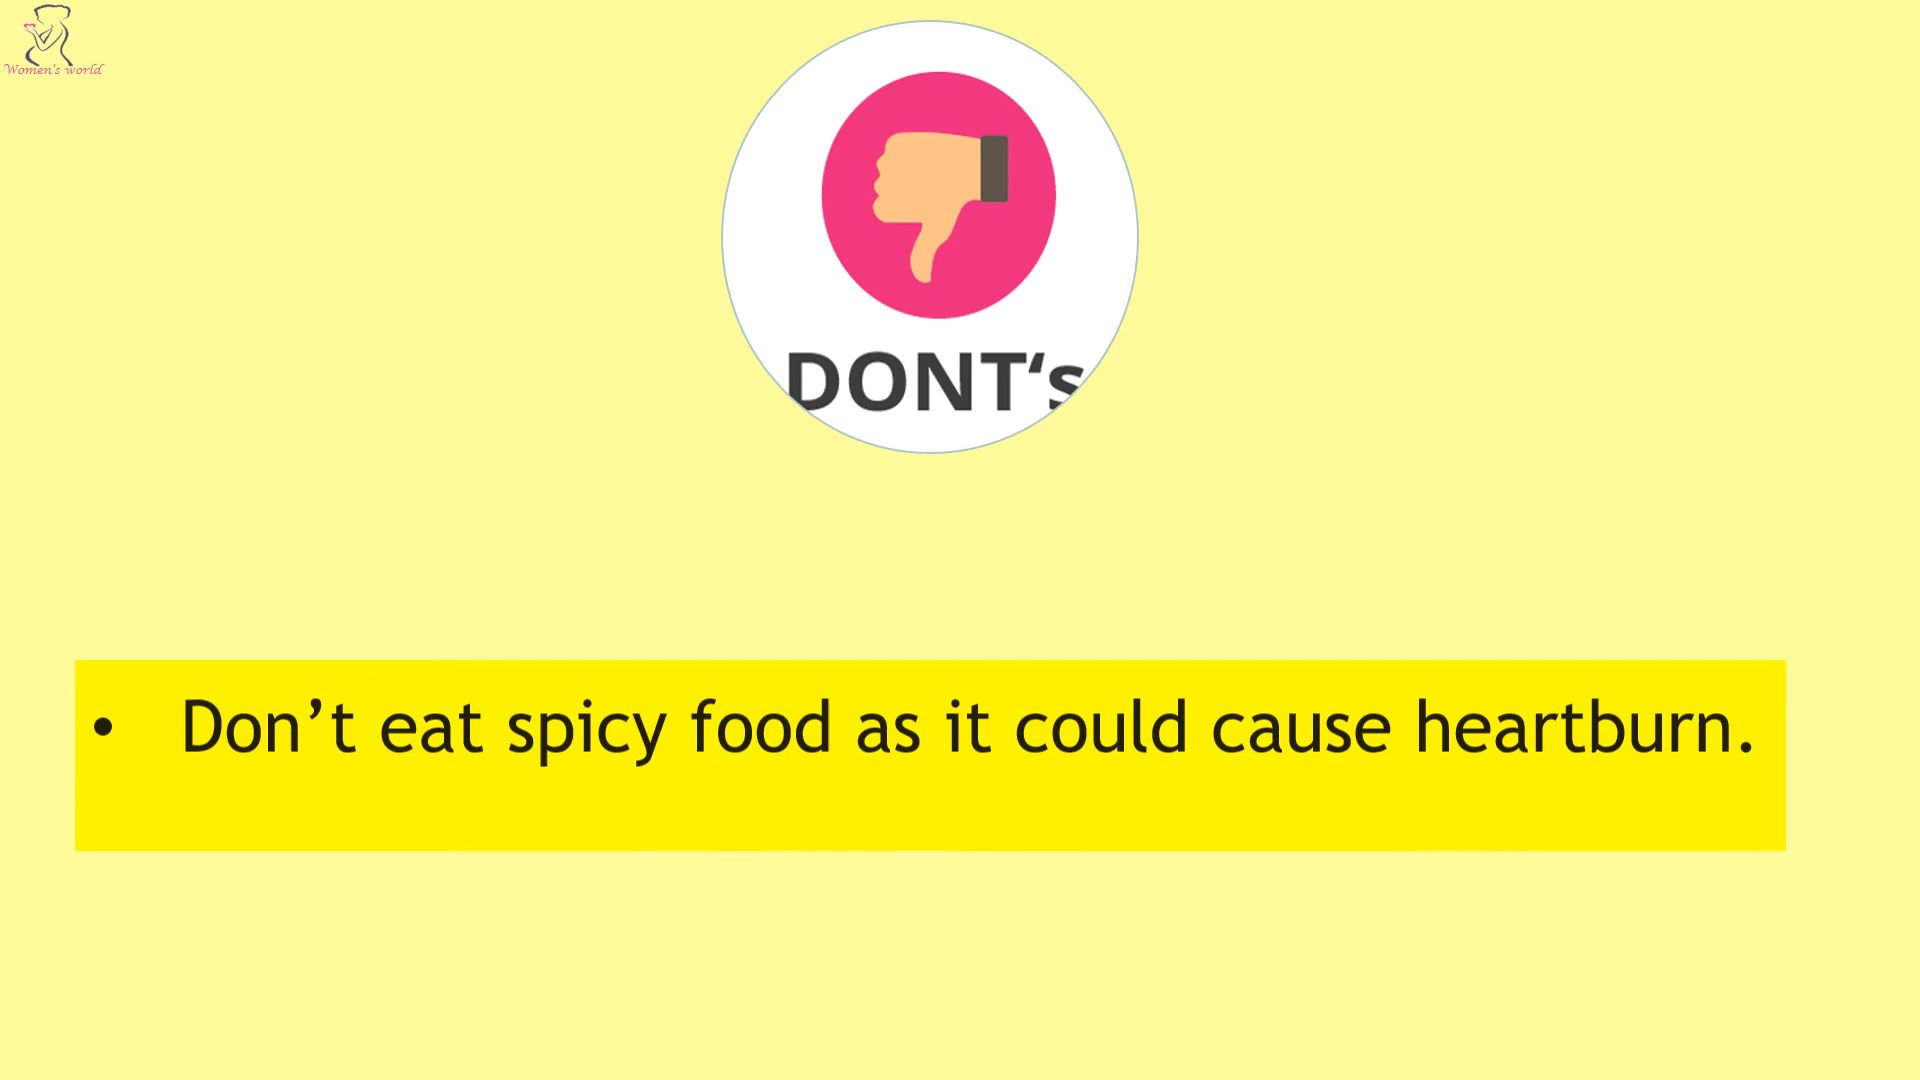 Women's world
DONT‘s
• Don’t eat spicy food as it could cause heartburn.